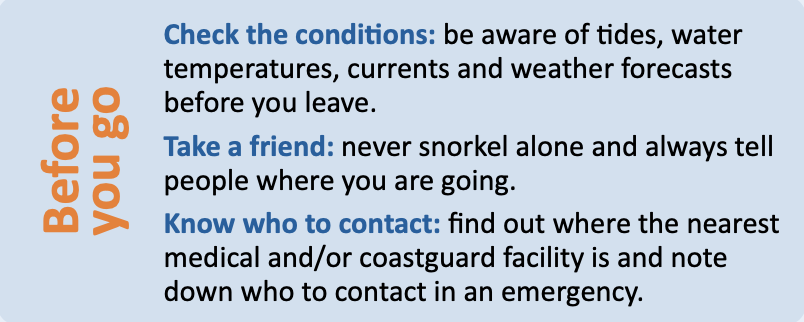 Before
you go
Check the conditions: be aware of tides, water
temperatures, currents and weather forecasts
before you leave.
Take a friend: never snorkel alone and always tell
people where you are going.
Know who to contact: find out where the nearest
medical and/or coastguard facility is and note
down who to contact in an emergency.